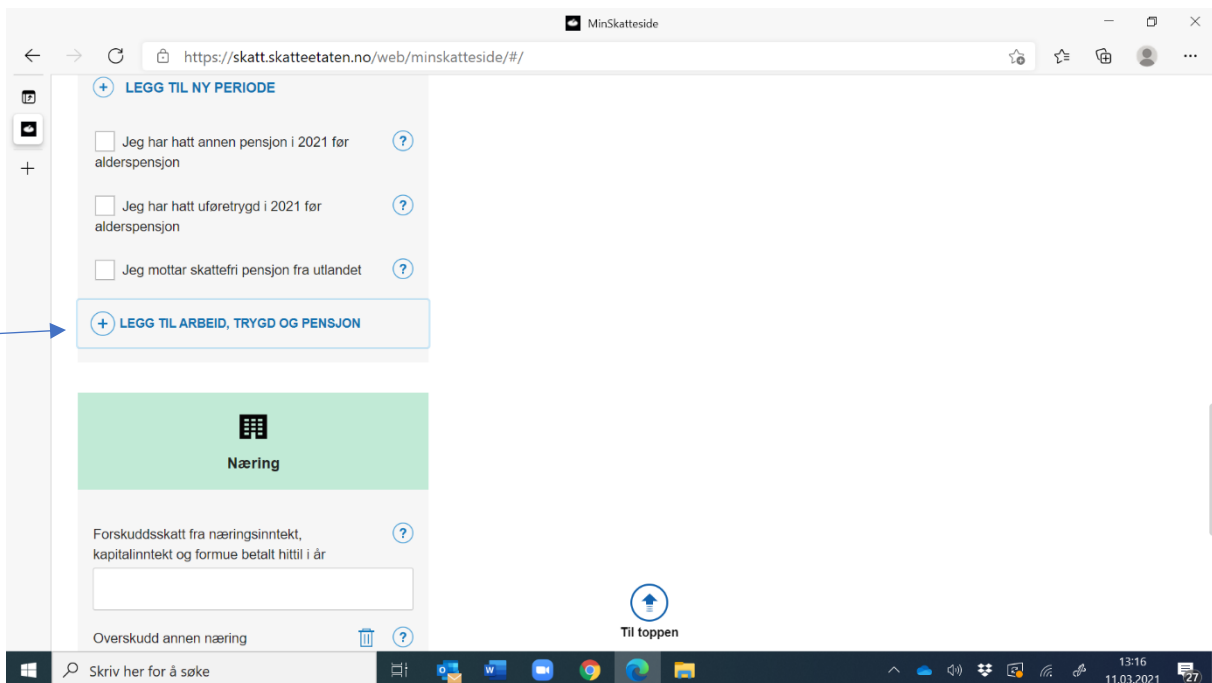 MinSkatteside
https://skatt.skatteetaten.no/web/minskatteside/#/
LEGG TIL NY PERIODE
Jeg har hatt annen pensjon i 2021 før
alderspensjon
?
Jeg har hatt uføretrygd i 2021 før
alderspensjon
?
Jeg mottar skattefri pensjon fra utlandet
?
LEGG TIL ARBEID, TRYGD OG PENSJON
Næring
Forskuddsskatt fra næringsinntekt,
kapitalinntekt og formue betalt hittil i år
?
Til toppen
Overskudd annen næring
?
Skriv her for å søke
13:16
11.03.2021
27